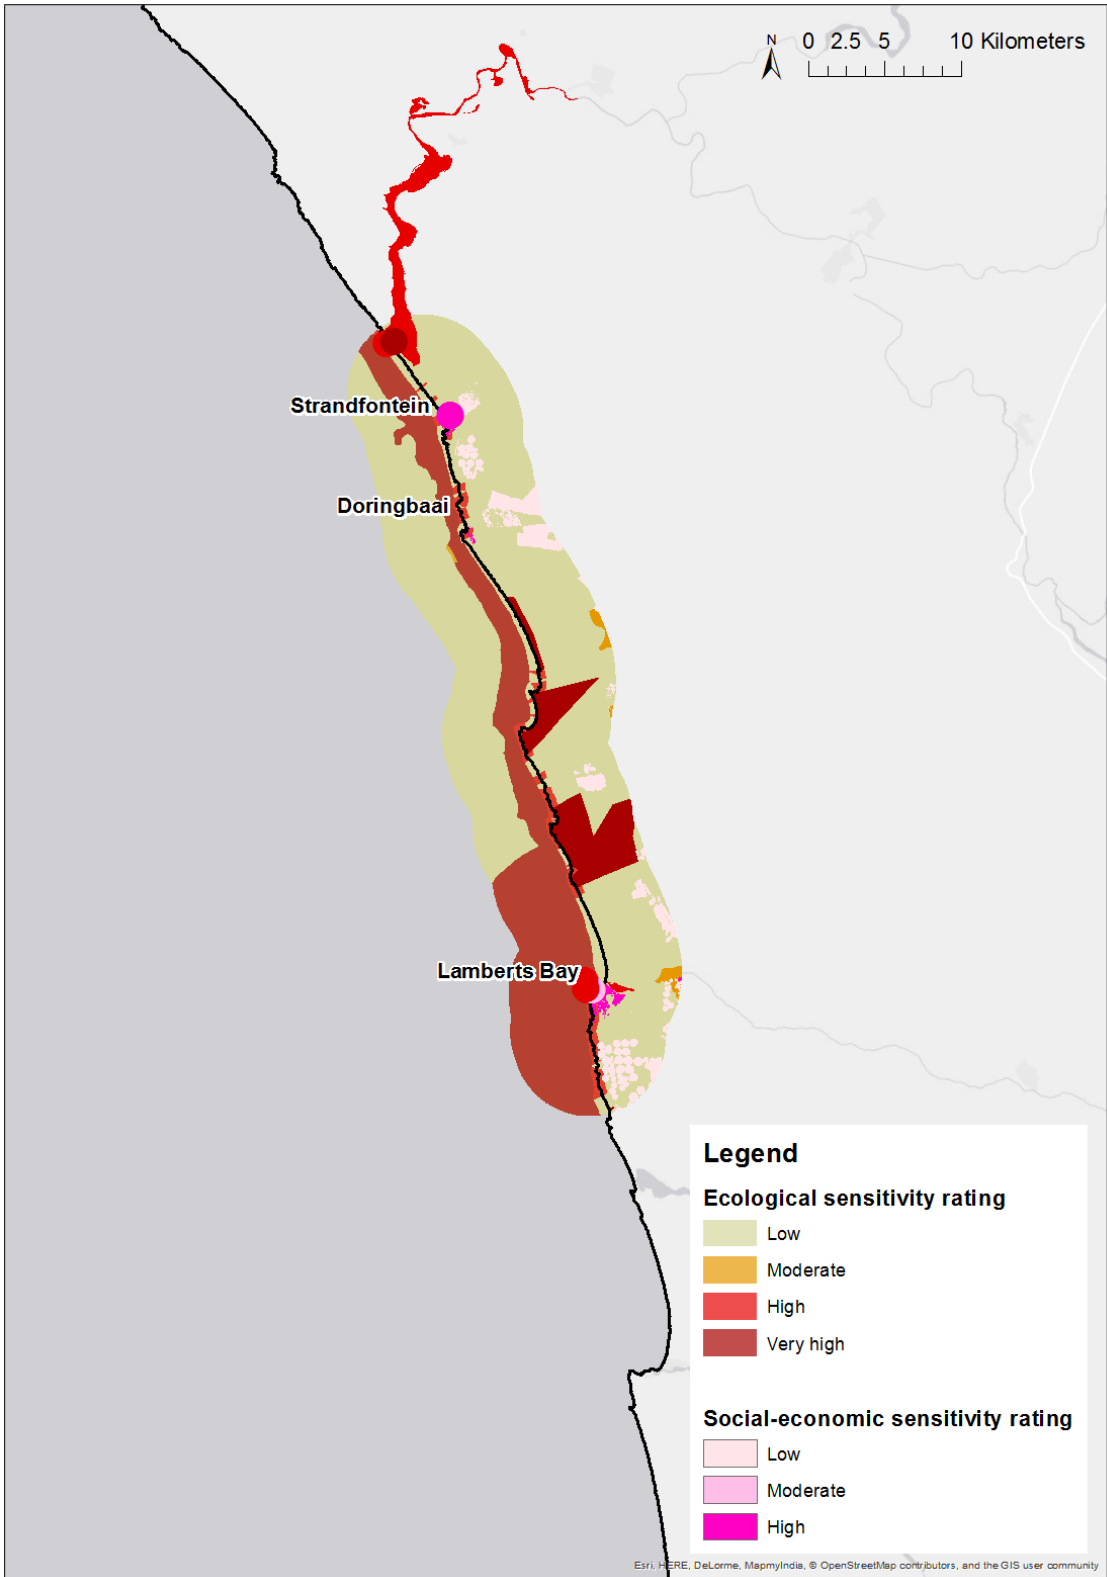 N
0 2.5 5 10 Kilometers
Strandfontein
Doringbaai
Lamberts Bay
Legend
Ecological sensitivity rating
Low
Moderate
High
Very high
Social-economic sensitivity rating
Low
Moderate
High
Esri, HERE, DeLorme, MapmyIndia, © OpenStreetMap contributors, and the GIS user community